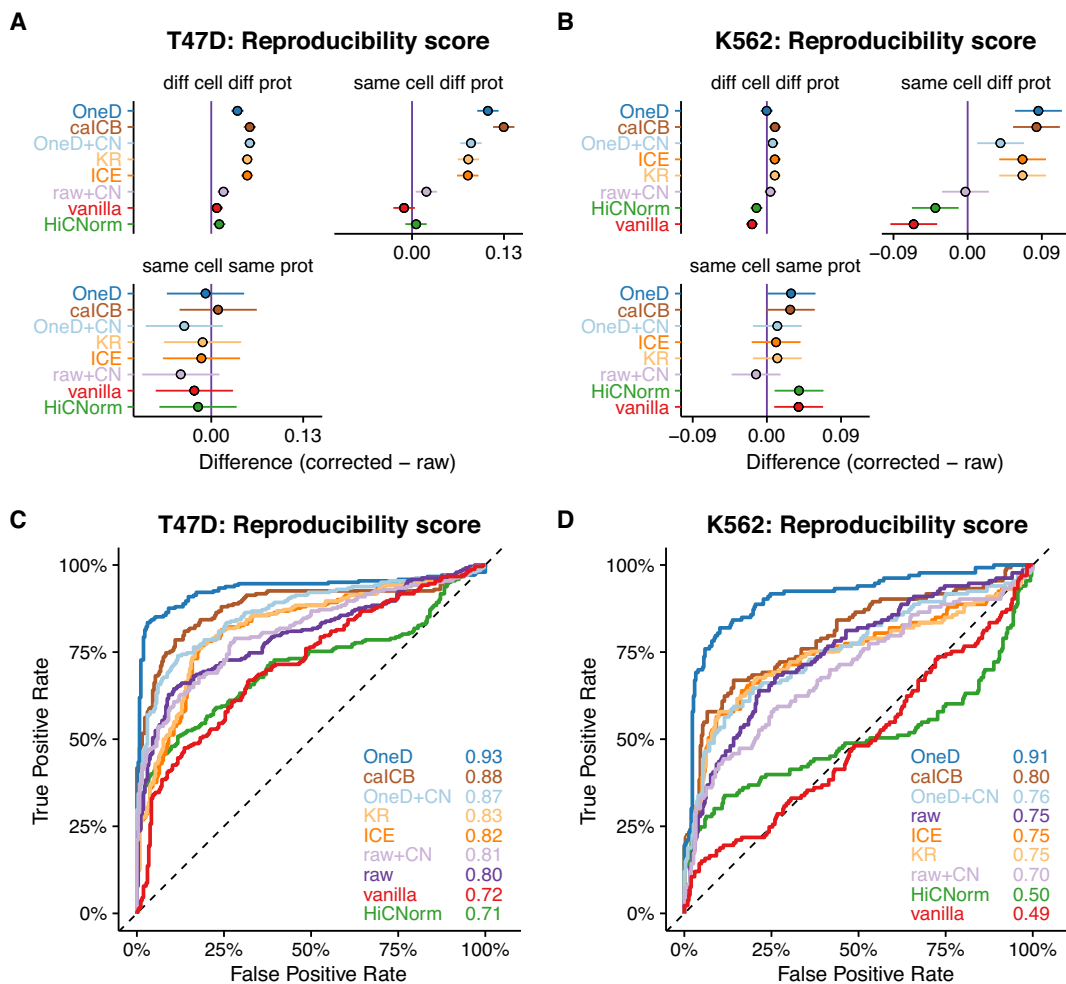 A
T47D: Reproducibility score
diff cell diff prot
same cell diff prot
OneD
caICB
OneD+CN
KR
ICE
raw+CN
vanilla
HiCNorm
0.00
0.13
same cell same prot
OneD
caICB
OneD+CN
KR
ICE
raw+CN
vanilla
HiCNorm
0.00
0.13
Difference (corrected − raw)
B
K562: Reproducibility score
diff cell diff prot
same cell diff prot
OneD
caICB
OneD+CN
ICE
KR
raw+CN
HiCNorm
vanilla
−0.09
0.00
0.09
same cell same prot
OneD
caICB
OneD+CN
ICE
KR
raw+CN
HiCNorm
vanilla
−0.09
0.00
0.09
Difference (corrected − raw)
C
T47D: Reproducibility score
True Positive Rate
100%
75%
50%
25%
0%
OneD 0.93
caICB 0.88
OneD+CN 0.87
KR 0.83
ICE 0.82
raw+CN 0.81
raw 0.80
vanilla 0.72
HiCNorm 0.71
0% 25% 50% 75% 100%
False Positive Rate
D
K562: Reproducibility score
True Positive Rate
100%
75%
50%
25%
0%
OneD 0.91
caICB 0.80
OneD+CN 0.76
raw 0.75
ICE 0.75
KR 0.75
raw+CN 0.70
HiCNorm 0.50
vanilla 0.49
0% 25% 50% 75% 100%
False Positive Rate